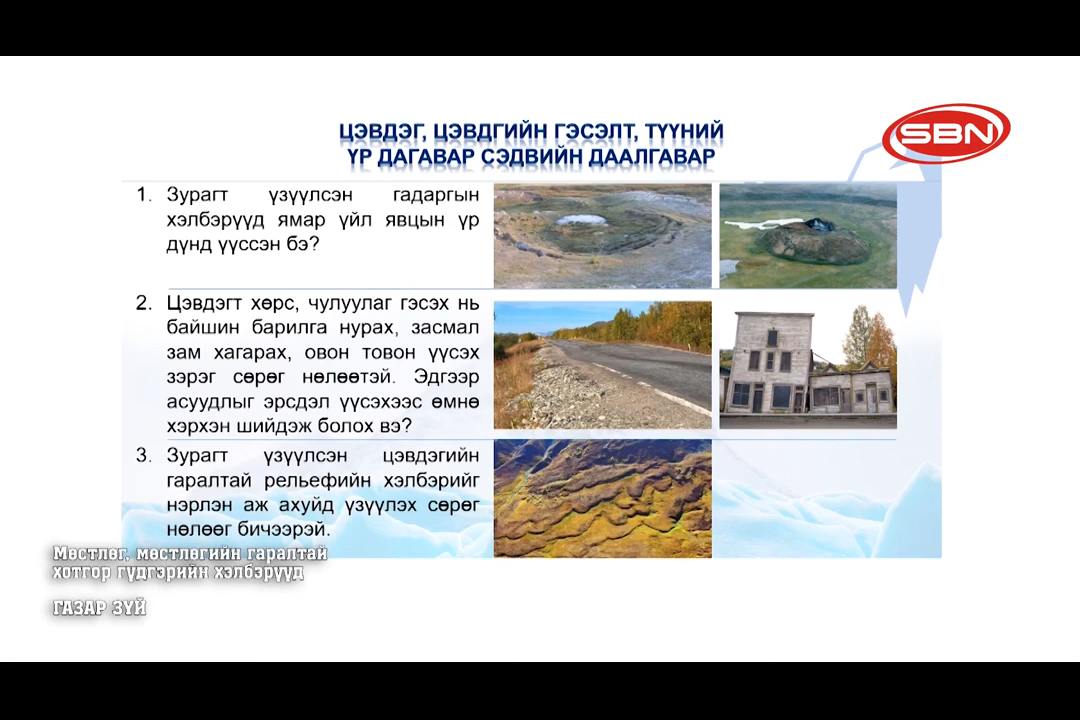 SBN
ЦЭВДЭГ, ЦЭВДГИЙН ГЭСЭЛТ, ТҮҮНИЙ
ҮР ДАГАВАР СЭДВИЙН ДААЛГАВАР
1. Зурагт үзүүлсэн гадаргын
хэлбэрүүд ямар үйл явцын үр
дүнд үүссэн бэ?
2. Цэвдэгт хөрс, чулуулаг гэсэх нь
байшин барилга нурах, засмал
зам хагарах, овон товон үүсэх
зэрэг сөрөг нөлөөтэй. Эдгээр
асуудлыг эрсдэл үүсэхээс өмнө
хэрхэн шийдэж болох вэ?
3. Зурагт үзүүлсэн цэвдэгийн
гаралтай рельефийн хэлбэрийг
нэрлэн аж ахуйд үзүүлэх сөрөг
нөлөөг бичээрэй.
Мөстлөг, мөстлөгийн гаралтай
хотгор гүдгэрийн хэлбэрүүд
ГАЗАР ЗҮЙ